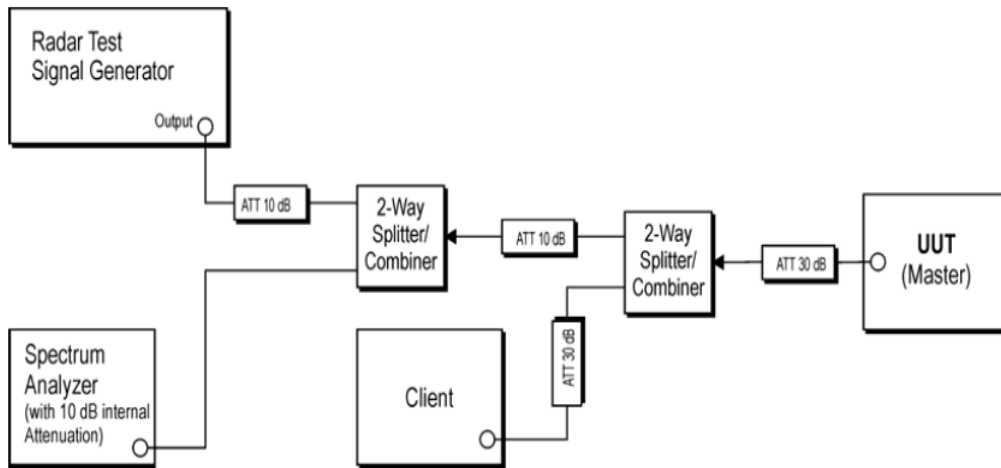 Radar Test
Signal Generator
Output
ATT 10 dB
2-Way
Splitter/
Combiner
ATT 10 dB
2-Way
Splitter/
Combiner
ATT 30 dB
UUT
(Master)
Spectrum
Analyzer
(with 10 dB internal
Attenuation)
Client
ATT 30 dB